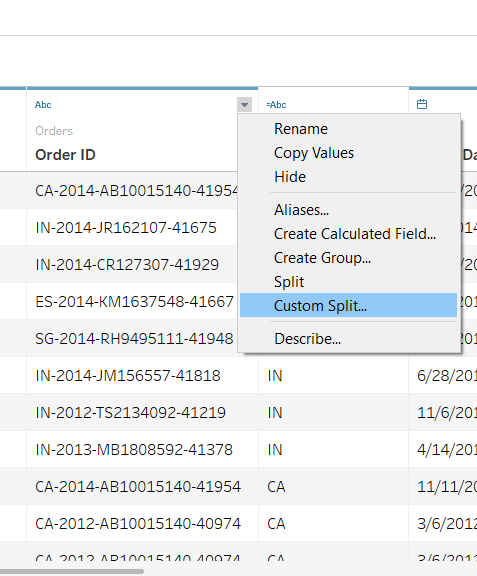 Abc
=Abc
Orders
Order ID
Da
Rename
Copy Values
Hide
Aliases...
Create Calculated Field...
Create Group...
Split
Custom Split...
Describe...
CA-2014-AB10015140-41954
IN-2014-JR162107-41675
IN-2014-CR127307-41929
ES-2014-KM1637548-41667
SG-2014-RH9495111-41948
IN-2014-JM156557-41818 IN 6/28/201
IN-2012-TS2134092-41219 IN 11/6/201
IN-2013-MB1808592-41378 IN 4/14/201
CA-2014-AB10015140-41954 CA 11/11/20
CA-2012-AB10015140-40974 CA 3/6/2012
CA-2012-AB10015140-40974 CA 3/6/2012